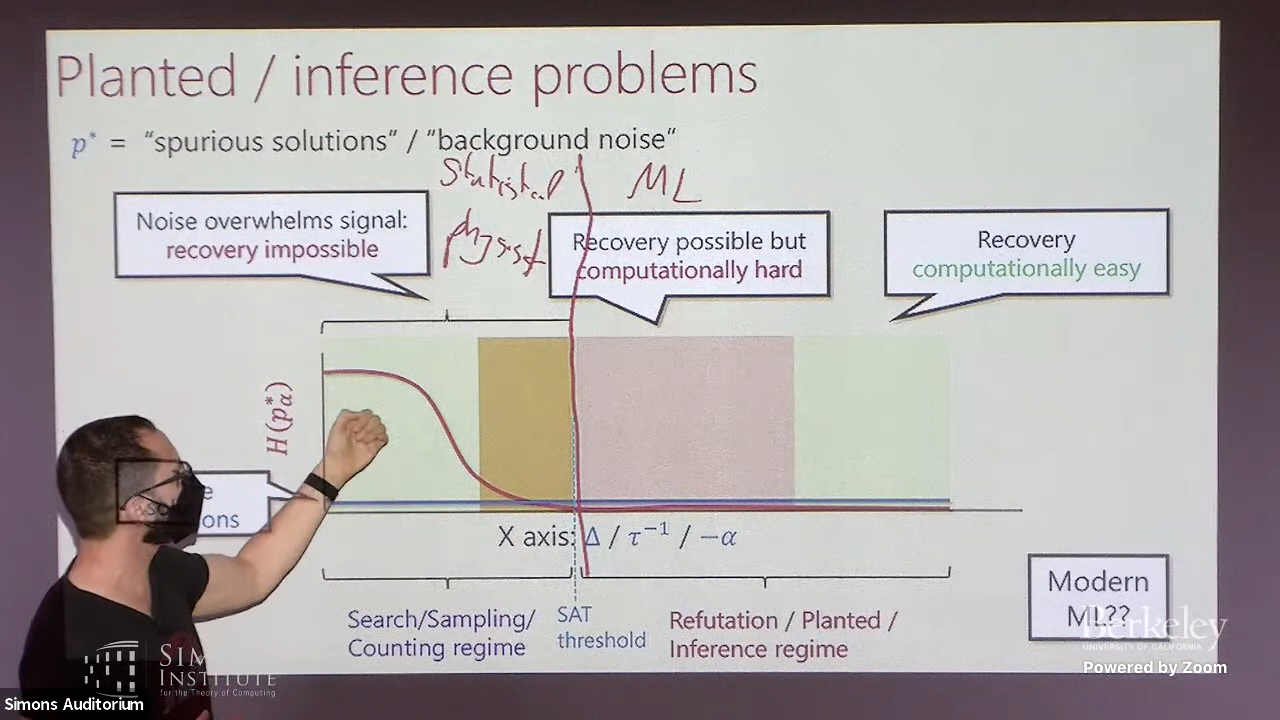 Planted / inference problems
p* = "spurious solutions" / "background noise"
Statistical
physics
ML
Noise overwhelms signal:
recovery impossible
Recovery possible but
computationally hard
Recovery
computationally easy
H(p*α)
ons
X axis: Δ / τ⁻¹ / −α
Search/Sampling/
Counting regime
SAT
threshold
Refutation / Planted /
Inference regime
Modern
ML??
Berkeley
UNIVERSITY OF CALIFORNIA
Powered by Zoom
SIM
INSTITUTE
for the Theory of Computing
Simons Auditorium